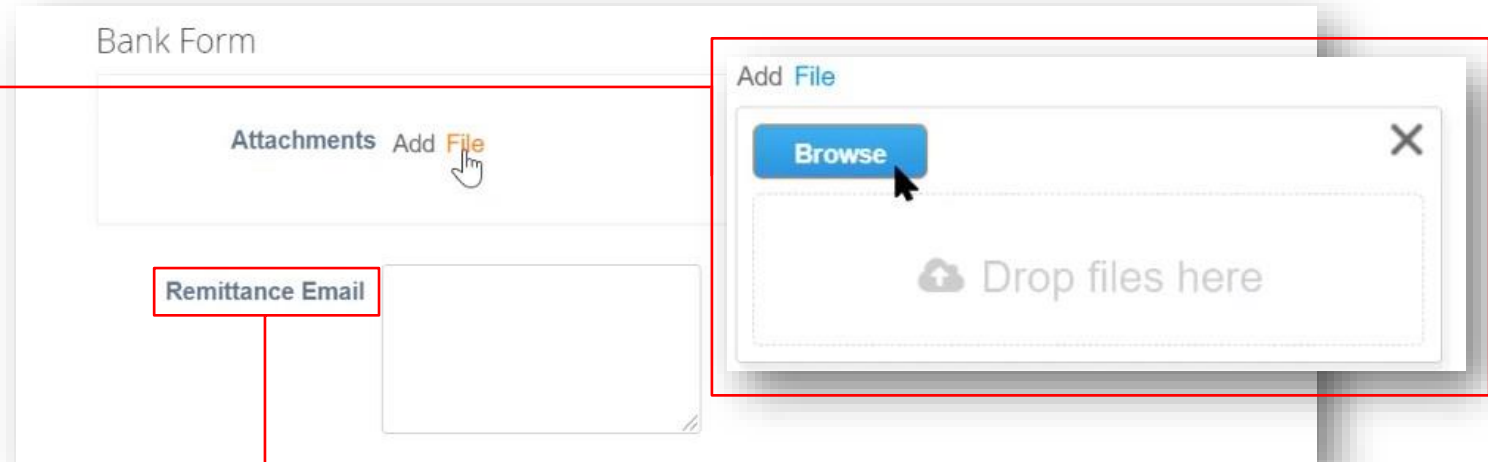 Bank Form
Attachments Add File
Remittance Email
Add File
Browse
Drop files here